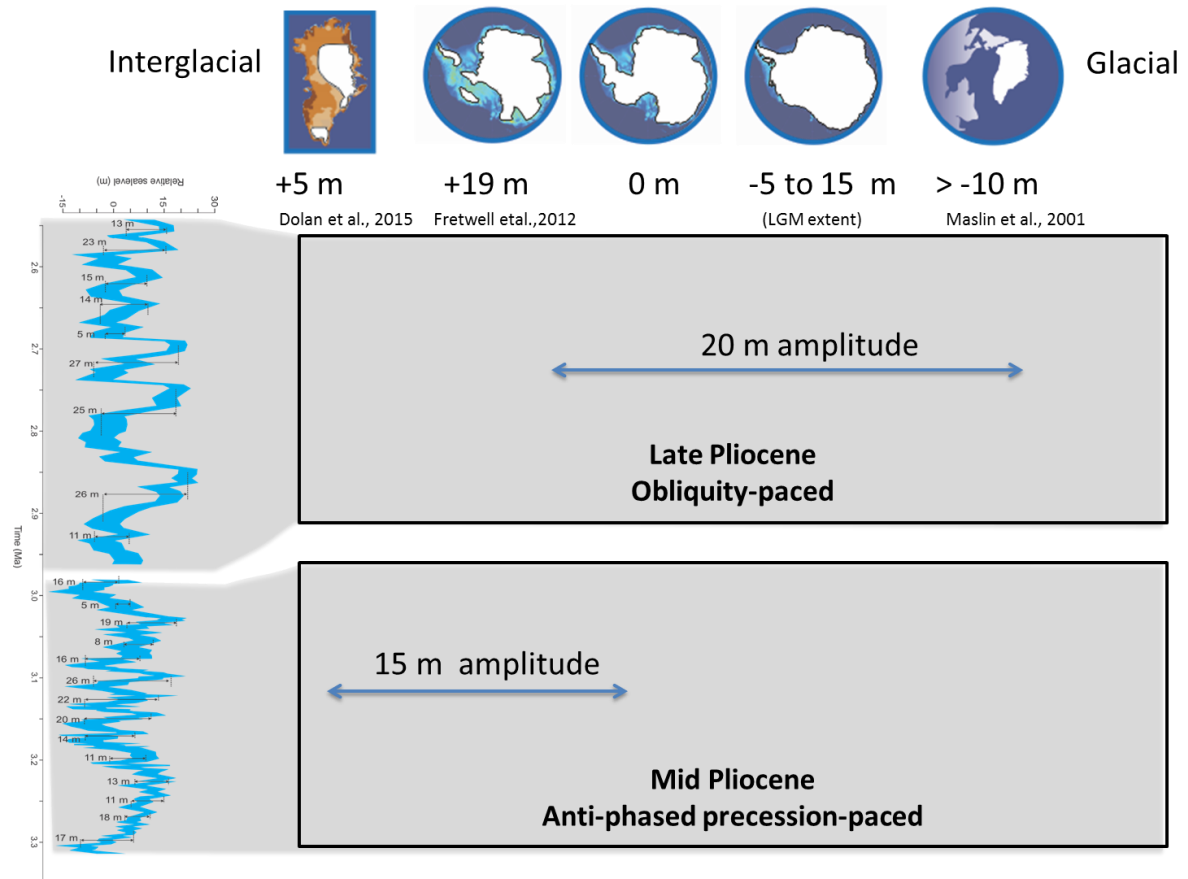 Interglacial
Glacial
+5 m
+19 m
0 m
-5 to 15 m
> -10 m
Dolan et al., 2015
Fretwell etal.,2012
(LGM extent)
Maslin et al., 2001
Relative sealevel (m)
-15
0
15
30
13 m
23 m
2.6
15 m
14 m
5 m
2.7
27 m
25 m
2.8
26 m
2.9
11 m
Time (Ma)
20 m amplitude
Late Pliocene
Obliquity-paced
16 m
3.0
5 m
19 m
8 m
16 m
26 m
3.1
22 m
20 m
14 m
11 m
3.2
13 m
11 m
18 m
17 m
3.3
15 m amplitude
Mid Pliocene
Anti-phased precession-paced